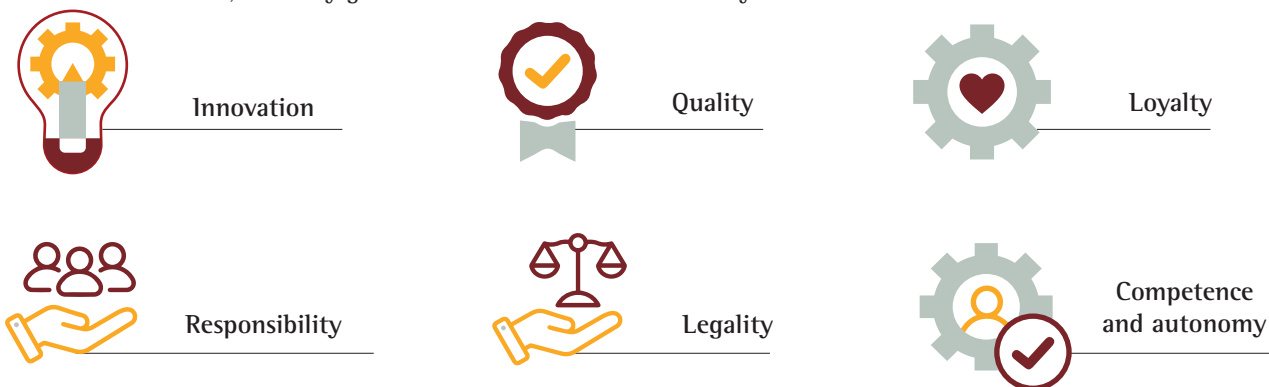 Innovation
Quality
Loyalty
Responsibility
Legality
Competence
and autonomy